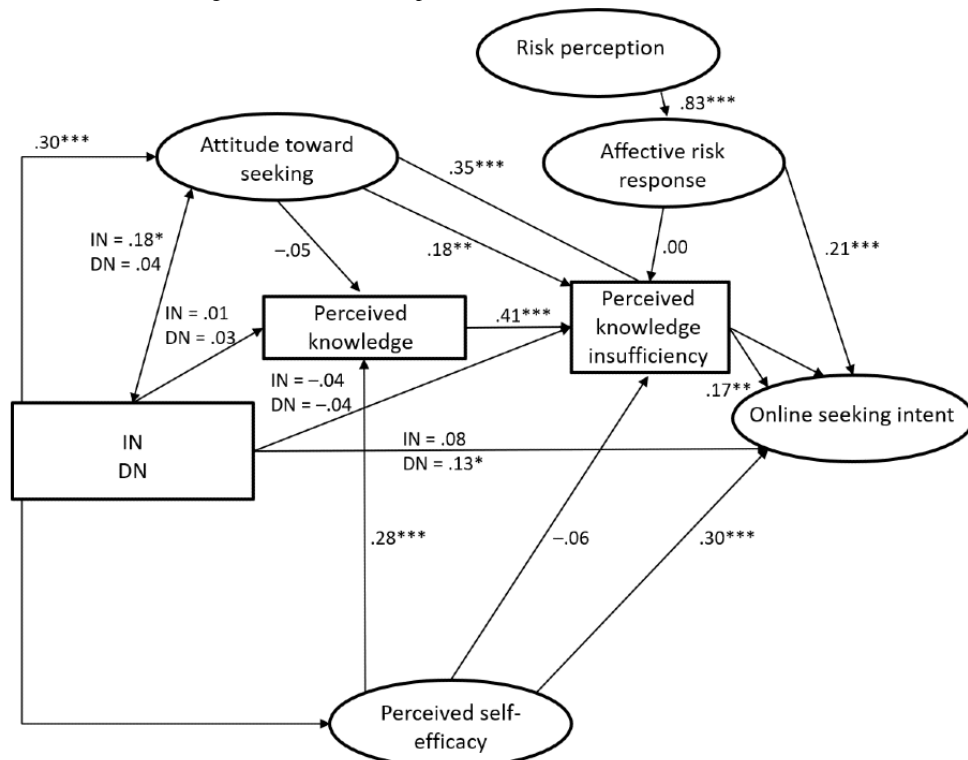 Risk perception
.83***
.30***
Attitude toward
seeking
.35***
Affective risk
response
IN = .18*
DN = .04
–.05
.18**
.00
.21***
IN = .01
DN = .03
Perceived
knowledge
.41***
Perceived
knowledge
insufficiency
IN = –.04
DN = –.04
.17**
Online seeking intent
IN
DN
IN = .08
DN = .13*
.28***
–.06
.30***
Perceived self-
efficacy